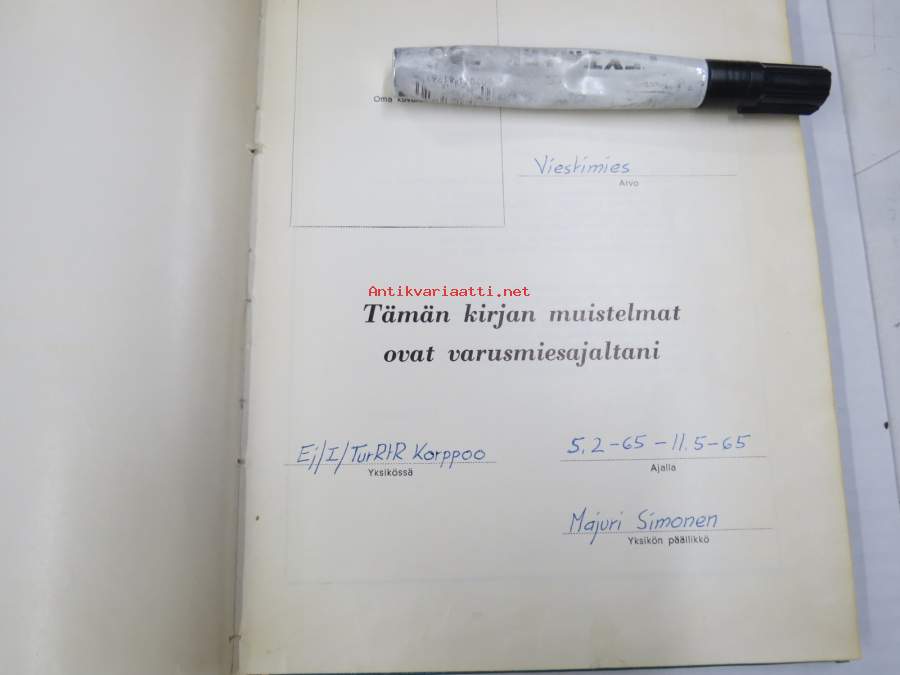 Oma
Viestimies
Arvo
Antikvariaatti.net
Tämän kirjan muistelmat
ovat varusmiesajaltani
Ej/I/TurRtR Korppoo
Yksikössä
5.2-65-11.5-65
Ajalla
Majuri Simonen
Yksikön päällikkö